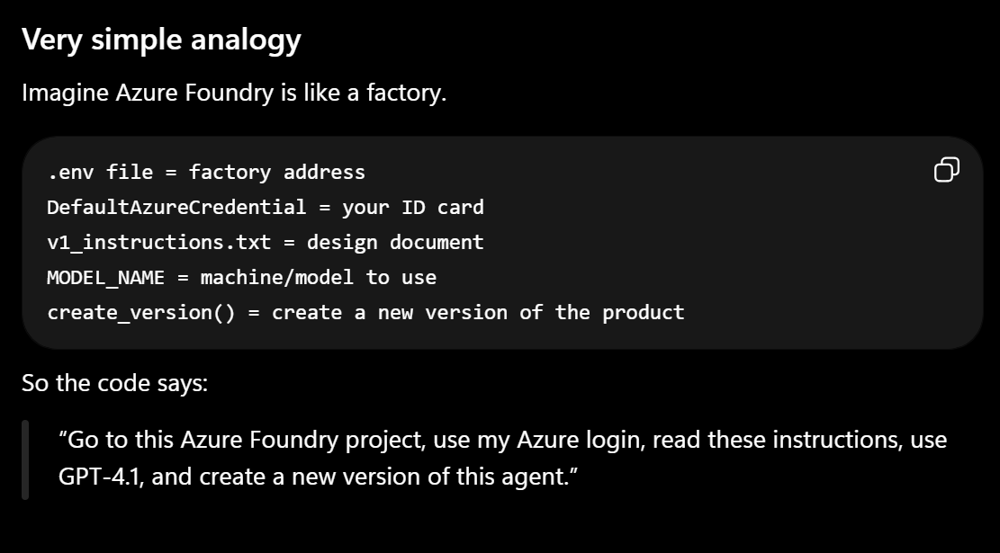 Very simple analogy
Imagine Azure Foundry is like a factory.
.env file = factory address
DefaultAzureCredential = your ID card
v1_instructions.txt = design document
MODEL_NAME = machine/model to use
create_version() = create a new version of the product
So the code says:
“Go to this Azure Foundry project, use my Azure login, read these instructions, use
GPT-4.1, and create a new version of this agent.”